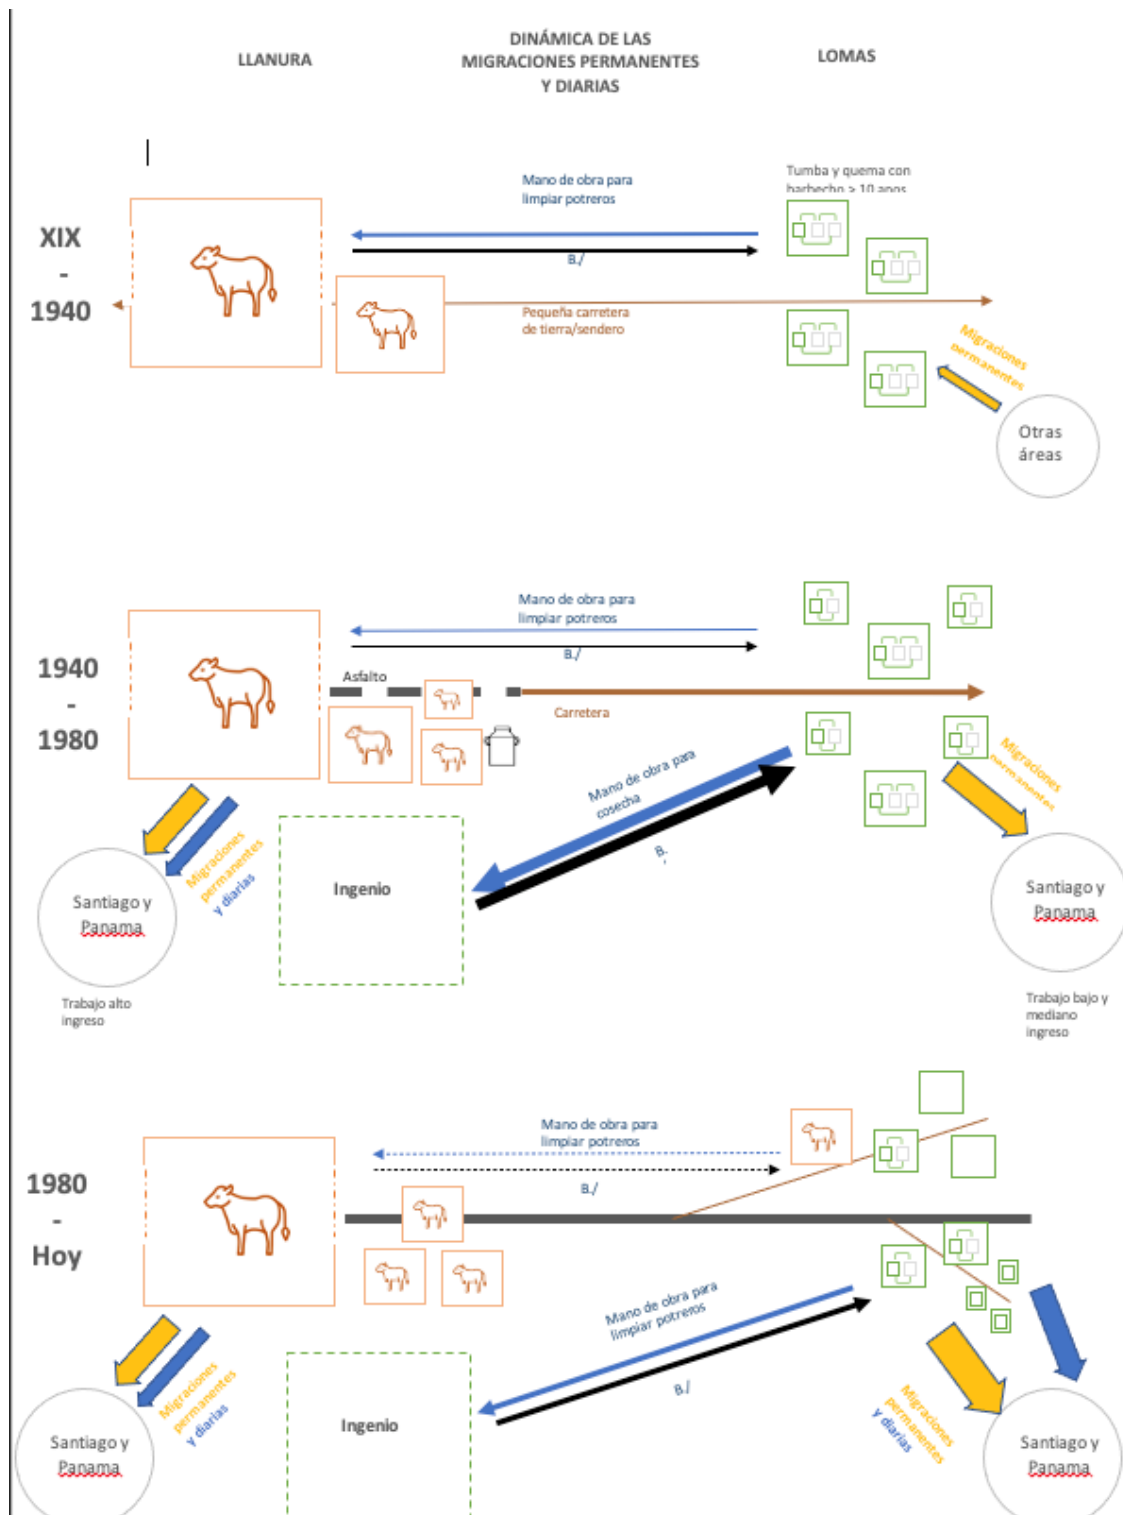 LLANURA
DINÁMICA DE LAS
MIGRACIONES PERMANENTES
Y DIARIAS
LOMAS
XIX
-
1940
Mano de obra para
limpiar potreros
B./
Tumba y quema con
barbecho > 10 anos
Pequeña carretera
de tierra/sendero
Migraciones
permanentes
Otras
áreas
1940
-
1980
Mano de obra para
limpiar potreros
B./
Asfalto
Carretera
Mano de obra para
cosecha
B.
Migraciones
permanentes
y diarias
Ingenio
Santiago y
Panama
Trabajo alto
ingreso
Migraciones
permanentes
Santiago y
Panama
Trabajo bajo y
mediano
ingreso
1980
-
Hoy
Mano de obra para
limpiar potreros
B./
Mano de obra para
limpiar potreros
B./
Migraciones
permanentes
y diarias
Santiago y
Panama
Ingenio
Migraciones
permanentes
y diarias
Santiago y
Panama